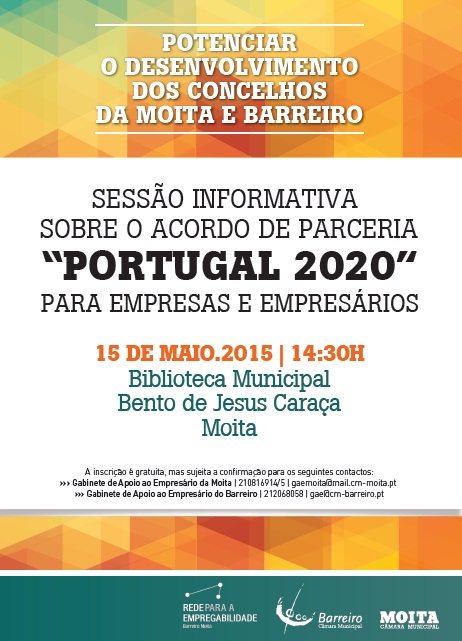 POTENCIAR
O DESENVOLVIMENTO
DOS CONCELHOS
DA MOITA E BARREIRO
SESSÃO INFORMATIVA
SOBRE O ACORDO DE PARCERIA
“PORTUGAL 2020”
PARA EMPRESAS E EMPRESÁRIOS
15 DE MAIO.2015 | 14:30H
Biblioteca Municipal
Bento de Jesus Caraça
Moita
A inscrição é gratuita, mas sujeita a confirmação para os seguintes contactos:
››› Gabinete de Apoio ao Empresário da Moita | 210816914/5 | gaemoita@mail.cm-moita.pt
››› Gabinete de Apoio ao Empresário do Barreiro | 212068058 | gae@cm-barreiro.pt
REDE PARA A
EMPREGABILIDADE
Barreiro Moita
Barreiro
Câmara Municipal
MOITA
CÂMARA MUNICIPAL